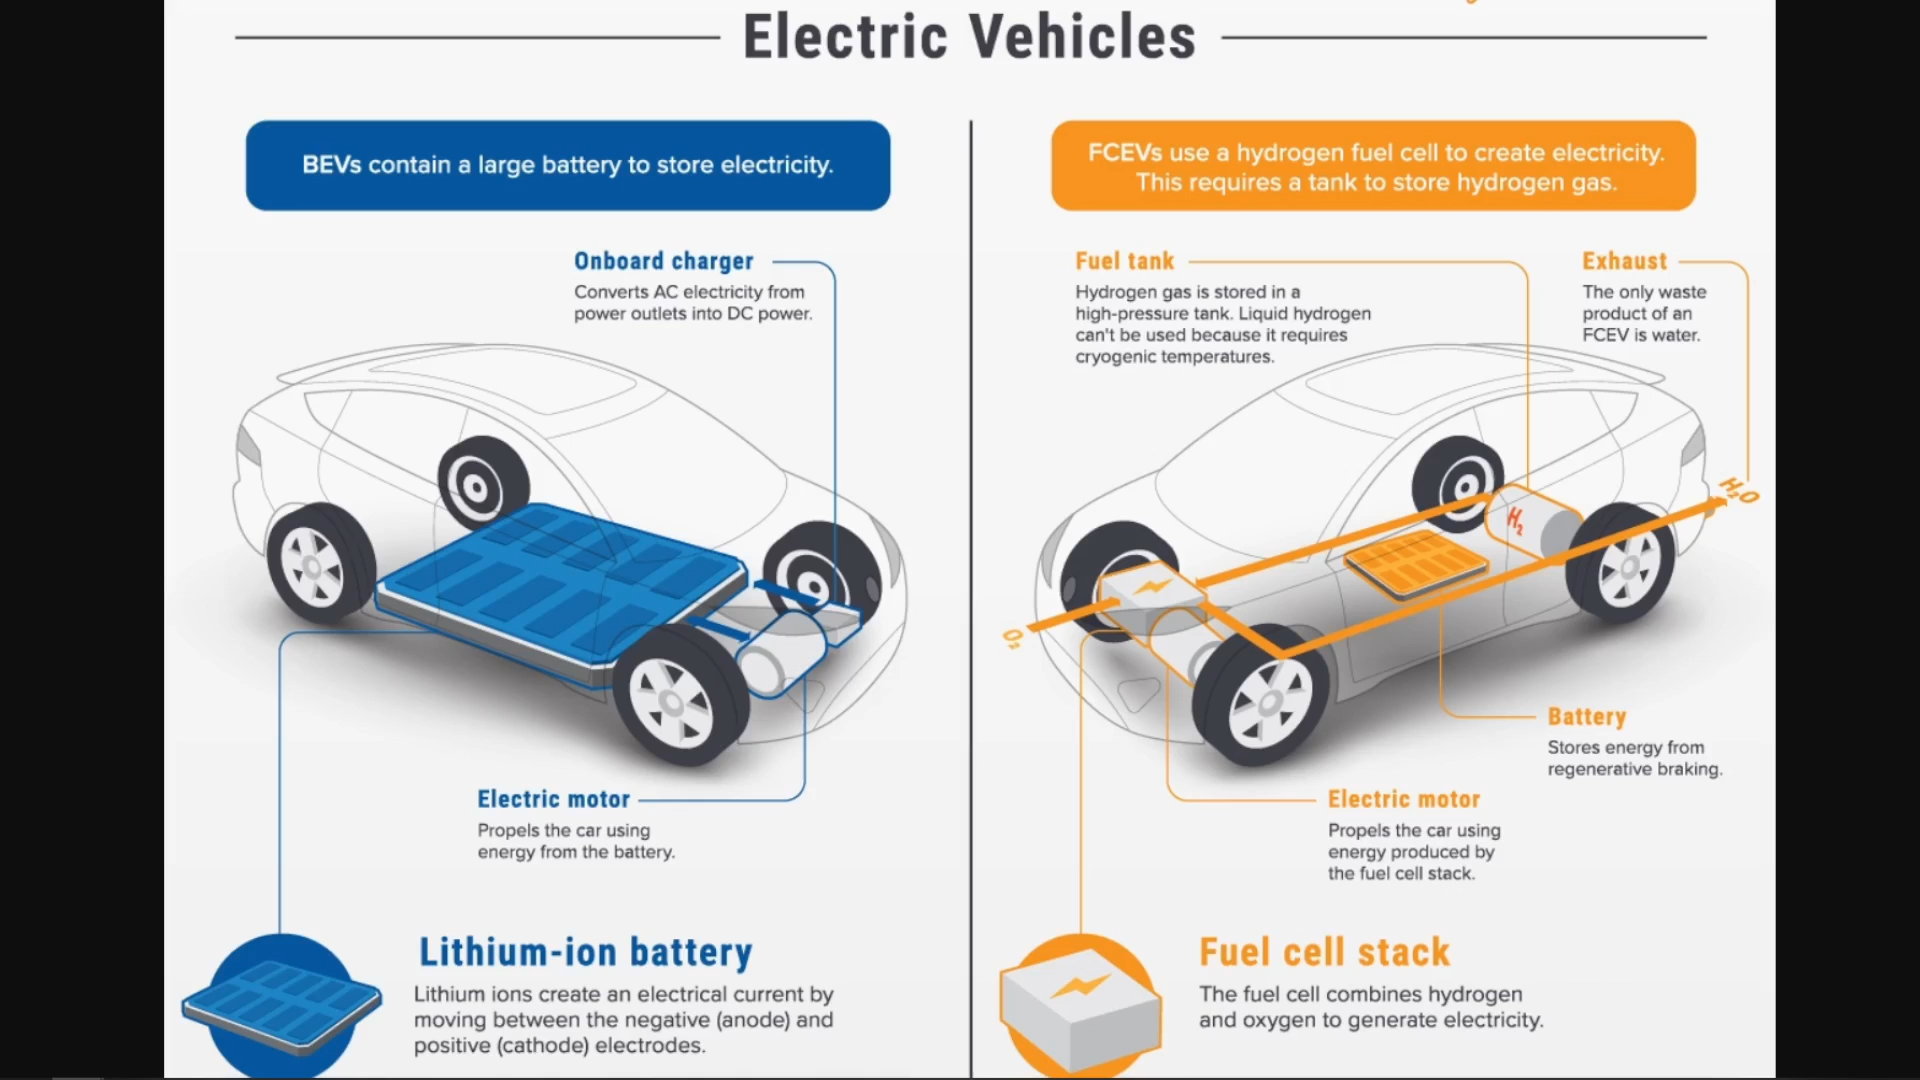 Electric Vehicles
BEVs contain a large battery to store electricity.
Onboard charger
Converts AC electricity from
power outlets into DC power.
Electric motor
Propels the car using
energy from the battery.
Lithium-ion battery
Lithium ions create an electrical current by
moving between the negative (anode) and
positive (cathode) electrodes.
FCEVs use a hydrogen fuel cell to create electricity.
This requires a tank to store hydrogen gas.
Fuel tank
Hydrogen gas is stored in a
high-pressure tank. Liquid hydrogen
can't be used because it requires
cryogenic temperatures.
Exhaust
The only waste
product of an
FCEV is water.
H₂O
H₂
O₂
Battery
Stores energy from
regenerative braking.
Electric motor
Propels the car using
energy produced by
the fuel cell stack.
Fuel cell stack
The fuel cell combines hydrogen
and oxygen to generate electricity.